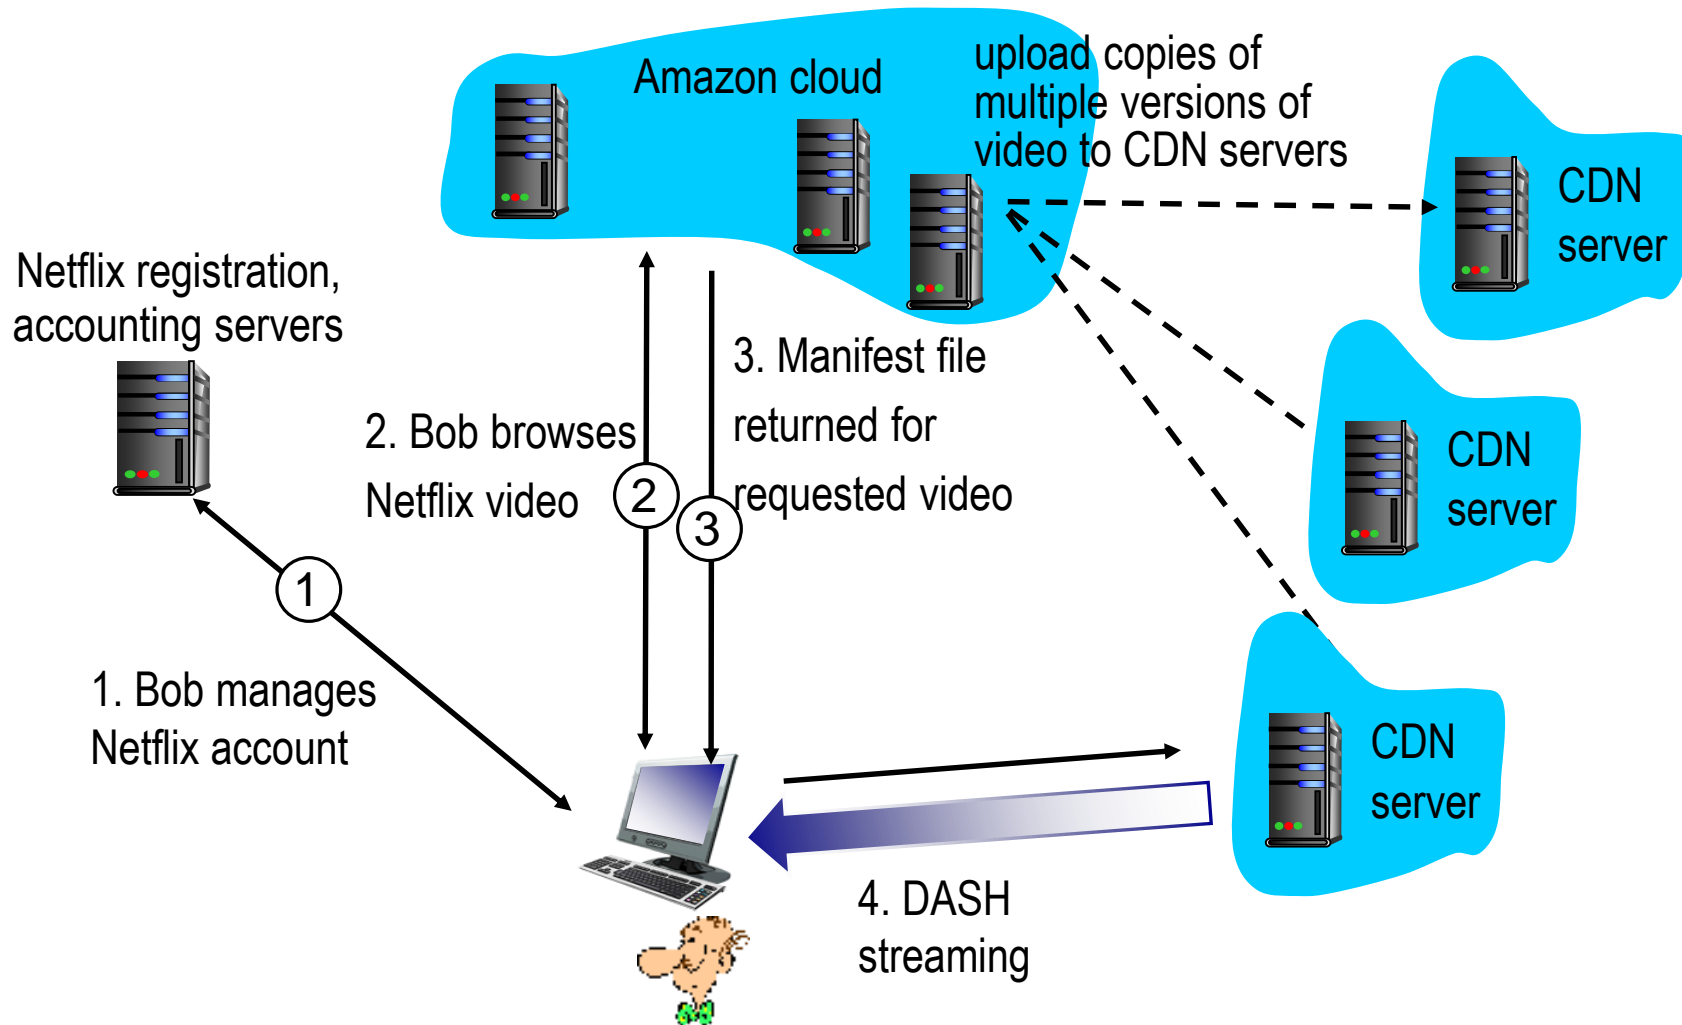 Amazon cloud
upload copies of
multiple versions of
video to CDN servers
CDN
server
Netflix registration,
accounting servers
3. Manifest file
returned for
requested video
2. Bob browses
Netflix video
2
3
CDN
server
1
1. Bob manages
Netflix account
CDN
server
4. DASH
streaming